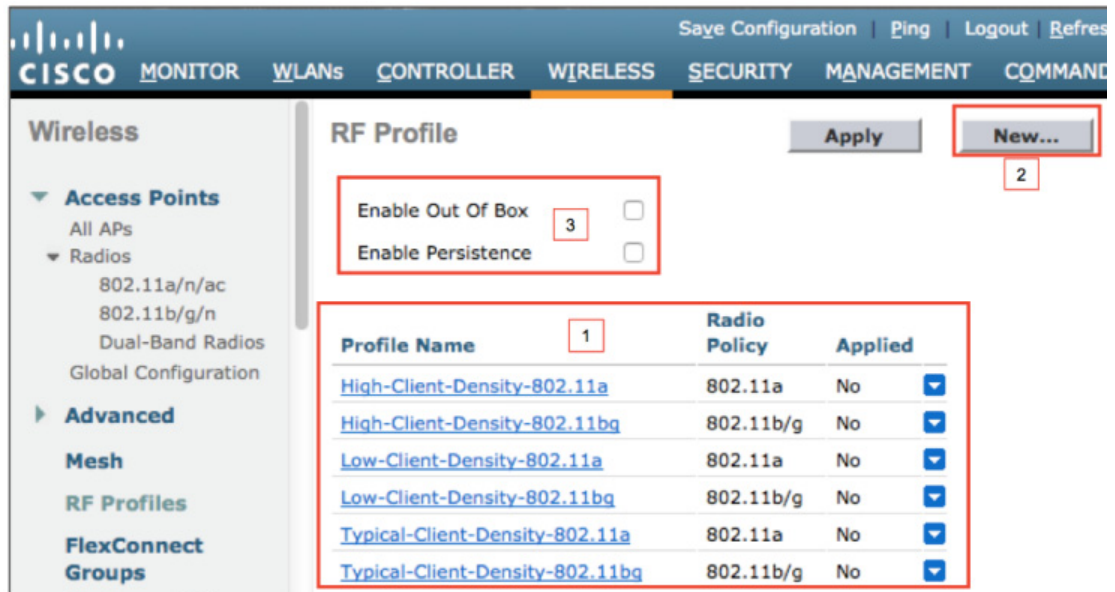 Save Configuration | Ping | Logout | Refres
CISCO MONITOR WLANs CONTROLLER WIRELESS SECURITY MANAGEMENT COMMAND
Wireless
Access Points
All APs
Radios
802.11a/n/ac
802.11b/g/n
Dual-Band Radios
Global Configuration
Advanced
Mesh
RF Profiles
FlexConnect
Groups
RF Profile
Apply
New...
2
Enable Out Of Box
3
Enable Persistence
1
Profile Name Radio Policy Applied
High-Client-Density-802.11a 802.11a No
High-Client-Density-802.11bg 802.11b/g No
Low-Client-Density-802.11a 802.11a No
Low-Client-Density-802.11bg 802.11b/g No
Typical-Client-Density-802.11a 802.11a No
Typical-Client-Density-802.11bg 802.11b/g No